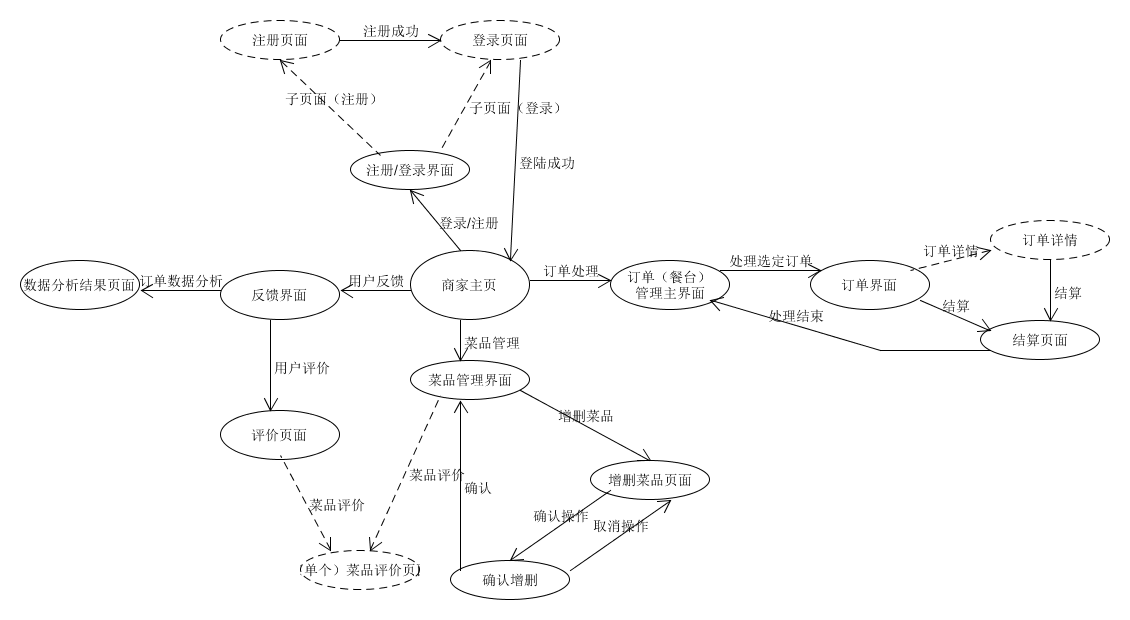 注册成功
注册页面
登录页面
子页面（注册）
子页面（登录）
登陆成功
注册/登录界面
登录/注册
订单详情
订单详情
处理选定订单
订单处理
订单（餐台）
管理主界面
订单界面
结算
结算
处理结束
结算页面
商家主页
用户反馈
反馈界面
订单数据分析
数据分析结果页面
菜品管理
用户评价
菜品管理界面
增删菜品
评价页面
菜品评价
确认
增删菜品页面
菜品评价
确认操作
取消操作
单个）菜品评价页
确认增删